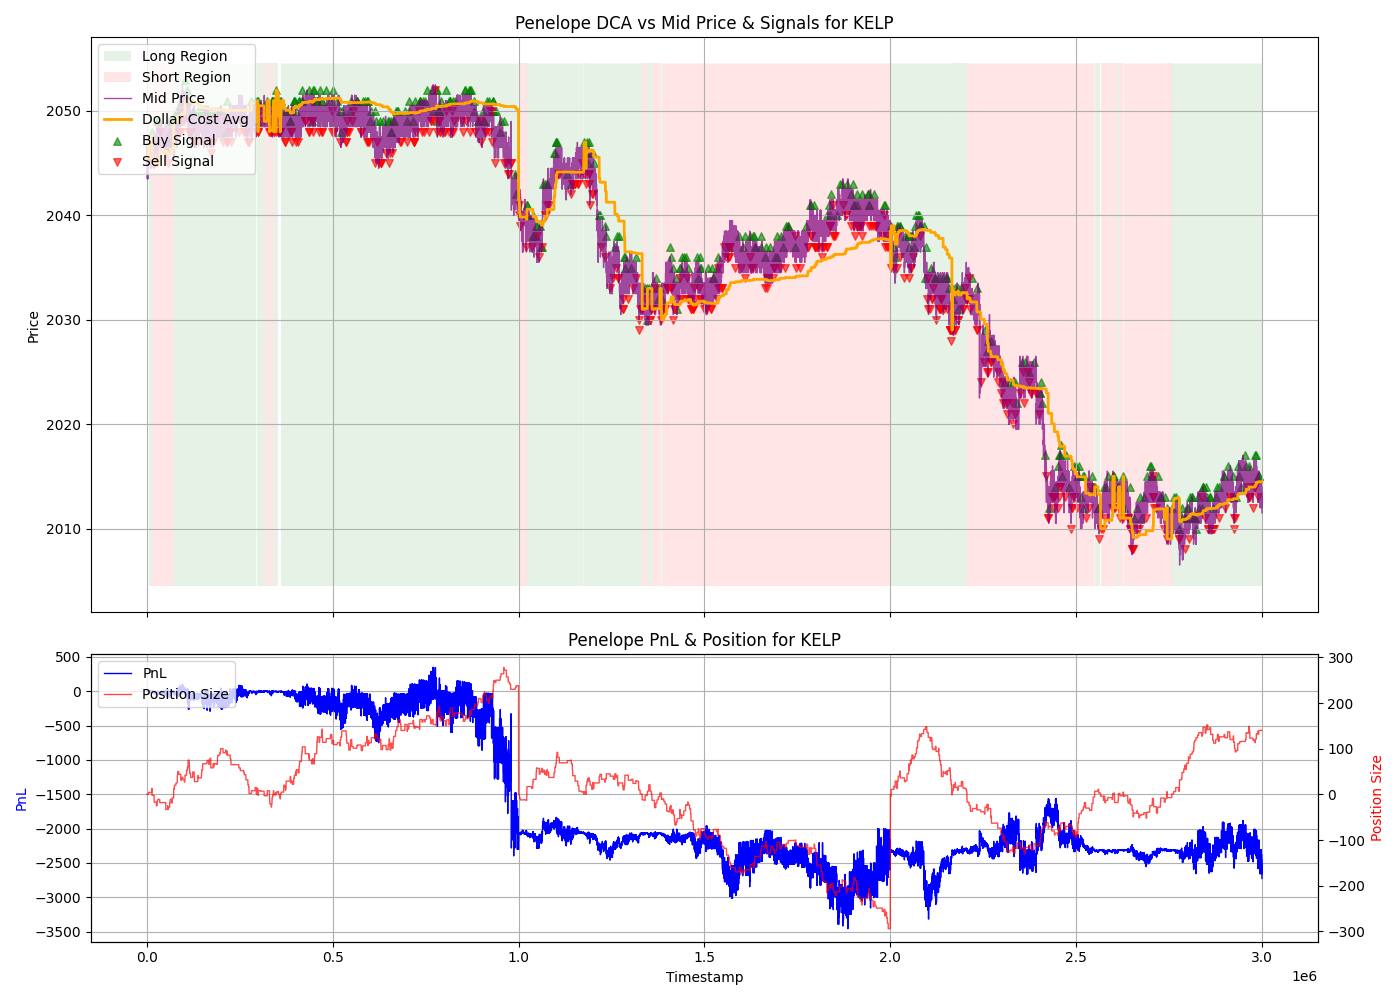 Penelope DCA vs Mid Price & Signals for KELP
Long Region
Short Region
Mid Price
Dollar Cost Avg
Buy Signal
Sell Signal
Price
2050
2040
2030
2020
2010
Penelope PnL & Position for KELP
PnL
Position Size
PnL
500
0
−500
−1000
−1500
−2000
−2500
−3000
−3500
300
200
100
0
−100
−200
−300
Position Size
0.0
0.5
1.0
1.5
2.0
2.5
3.0
1e6
Timestamp